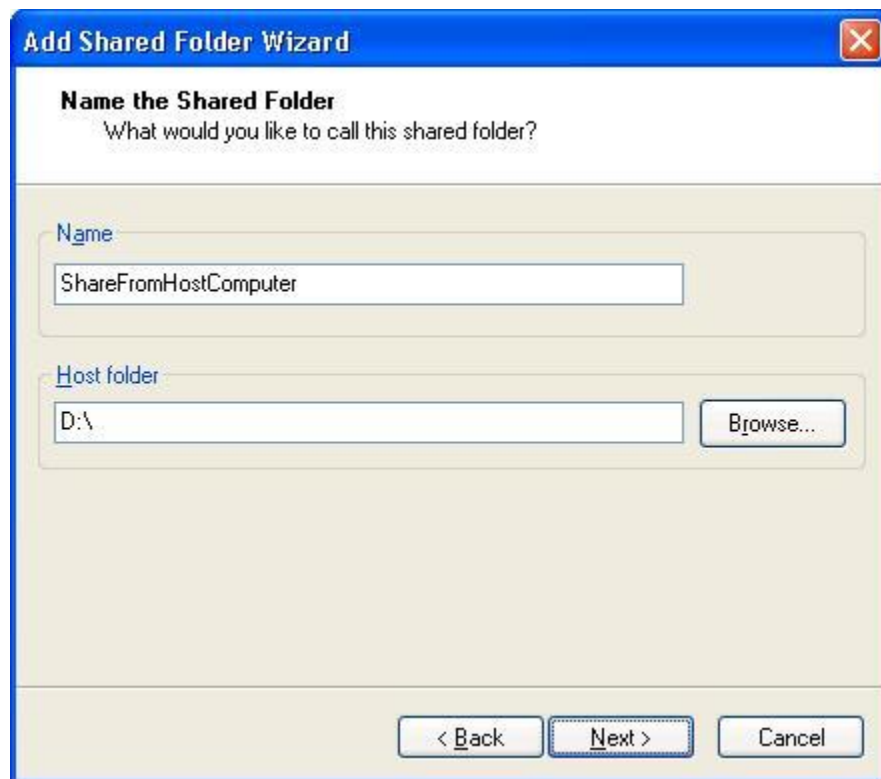 Add Shared Folder Wizard
Name the Shared Folder
What would you like to call this shared folder?
Name
ShareFromHostComputer
Host folder
D:\
Browse...
< Back
Next >
Cancel